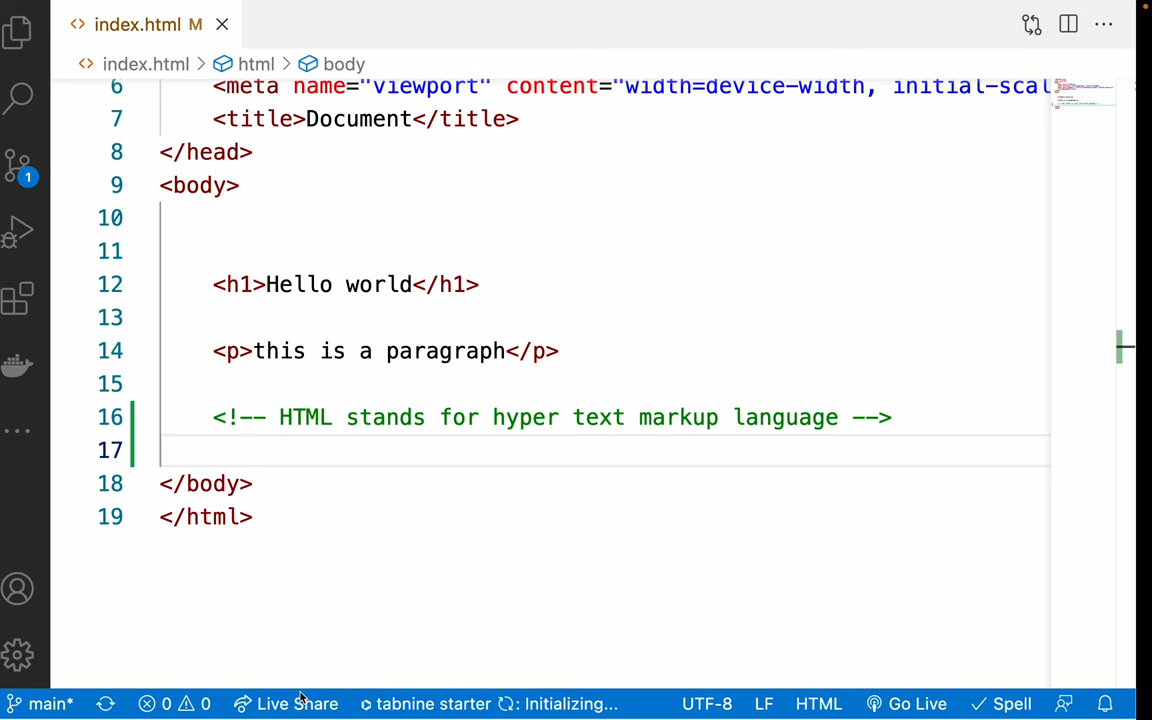 index.html M
index.html > html > body
6 <meta name="viewport" content="width=device-width, initial-scal
7 <title>Document</title>
8 </head>
9 <body>
10
11
12 <h1>Hello world</h1>
13
14 <p>this is a paragraph</p>
15
16 <!-- HTML stands for hyper text markup language -->
17
18 </body>
19 </html>
1
main* 0 0 Live Share tabnine starter : Initializing... UTF-8 LF HTML Go Live Spell